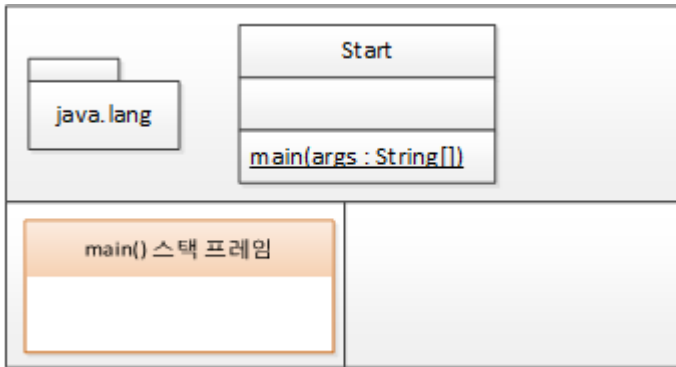 Start
java.lang
main(args : String[])
main() 스택 프레임